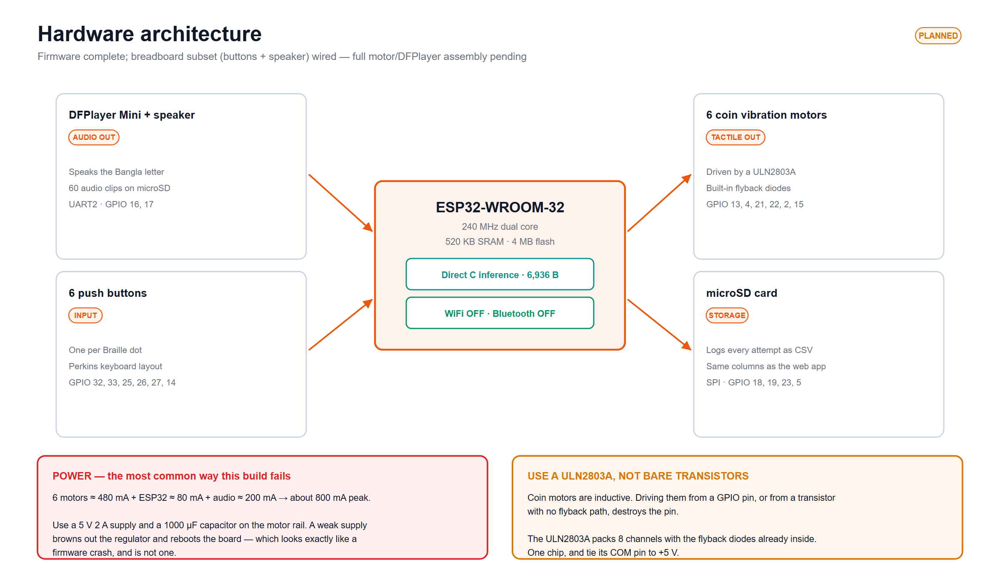 Hardware architecture
PLANNED
Firmware complete; breadboard subset (buttons + speaker) wired — full motor/DFPlayer assembly pending
DFPlayer Mini + speaker
AUDIO OUT
Speaks the Bangla letter
60 audio clips on microSD
UART2 · GPIO 16, 17
6 push buttons
INPUT
One per Braille dot
Perkins keyboard layout
GPIO 32, 33, 25, 26, 27, 14
ESP32-WROOM-32
240 MHz dual core
520 KB SRAM · 4 MB flash
Direct C inference · 6,936 B
WiFi OFF · Bluetooth OFF
6 coin vibration motors
TACTILE OUT
Driven by a ULN2803A
Built-in flyback diodes
GPIO 13, 4, 21, 22, 2, 15
microSD card
STORAGE
Logs every attempt as CSV
Same columns as the web app
SPI · GPIO 18, 19, 23, 5
POWER — the most common way this build fails
6 motors ≈ 480 mA + ESP32 ≈ 80 mA + audio ≈ 200 mA → about 800 mA peak.
Use a 5 V 2 A supply and a 1000 µF capacitor on the motor rail. A weak supply
browns out the regulator and reboots the board — which looks exactly like a
firmware crash, and is not one.
USE A ULN2803A, NOT BARE TRANSISTORS
Coin motors are inductive. Driving them from a GPIO pin, or from a transistor
with no flyback path, destroys the pin.
The ULN2803A packs 8 channels with the flyback diodes already inside.
One chip, and tie its COM pin to +5 V.